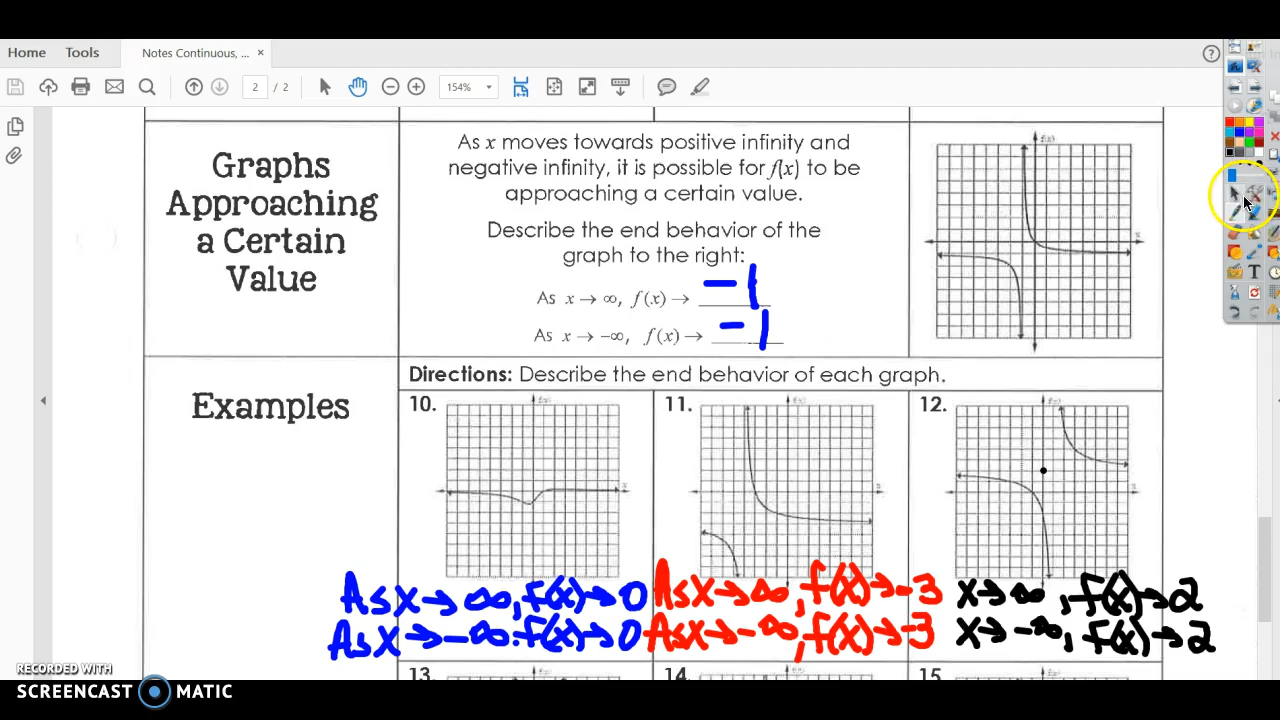 Home Tools Notes Continuous, ... ×
2 / 2 154%
Graphs
Approaching
a Certain
Value
As x moves towards positive infinity and
negative infinity, it is possible for f(x) to be
approaching a certain value.
Describe the end behavior of the
graph to the right:
As x → ∞, f(x) → -1
As x → -∞, f(x) → -1
f(x)
x
Examples
Directions: Describe the end behavior of each graph.
10. 11. 12.
As x → ∞, f(x) → 0
As x → -∞. f(x) → 0
As x → ∞, f(x) → -3
As x → -∞, f(x) → -3
x → ∞, f(x) → 2
x → -∞, f(x) → 2
13. 14. 15.
RECORDED WITH
SCREENCAST MATIC